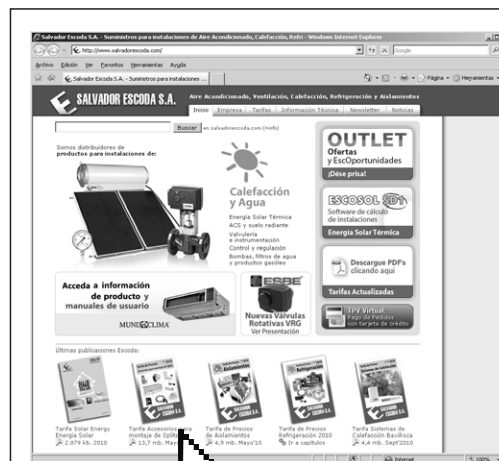 Salvador Escoda S.A. - Suministros para instalaciones de Aire Acondicionado, Calefacción, Refri - Windows Internet Explorer
http://www.salvadorescoda.com/
Google
Archivo Edición Ver Favoritos Herramientas Ayuda
Salvador Escoda S.A. - Suministros para instalaciones ...
Página Herramientas
SALVADOR ESCODA S.A.
Aire Acondicionado, Ventilación, Calefacción, Refrigeración y Aislamientos
Inicio Empresa Tarifas Información Técnica Newsletter Noticias
Buscar en salvadorescoda.com (+info)
Somos distribuidores de
productos para instalaciones de:
Calefacción
y Agua
Energía Solar Térmica
ACS y suelo radiante
Valvulería
e instrumentación
Control y regulación
Bombas, filtros de agua
y productos gasóleo
OUTLET
Ofertas
y EscOportunidades
¡Dése prisa!
ESCOSOL SD1
Software de cálculo
de instalaciones
Energía Solar Térmica
Descargue PDF's
clicando aquí
Tarifas Actualizadas
TPV Virtual:
Pago de Pedidos
con tarjeta de crédito
Acceda a información
de producto y
manuales de usuario
MUNDOCLIMA
ESBE
Nuevas Válvulas
Rotativas VRG
Ver Presentación
Últimas publicaciones Escoda:
Tarifa Solar Energy
Energía Solar
2.879 kb. 2010
Tarifa Accesorios para
montaje de Splits
13,7 mb. Mayo
Tarifa de Precios
de Aislamientos
4,9 mb. Mayo'10
Tarifa de Precios
Refrigeración 2010
Ir a capítulos
Tarifa Sistemas de
Calefacción BaxiRoca
4,4 mb. Sept'2010
Internet
100%